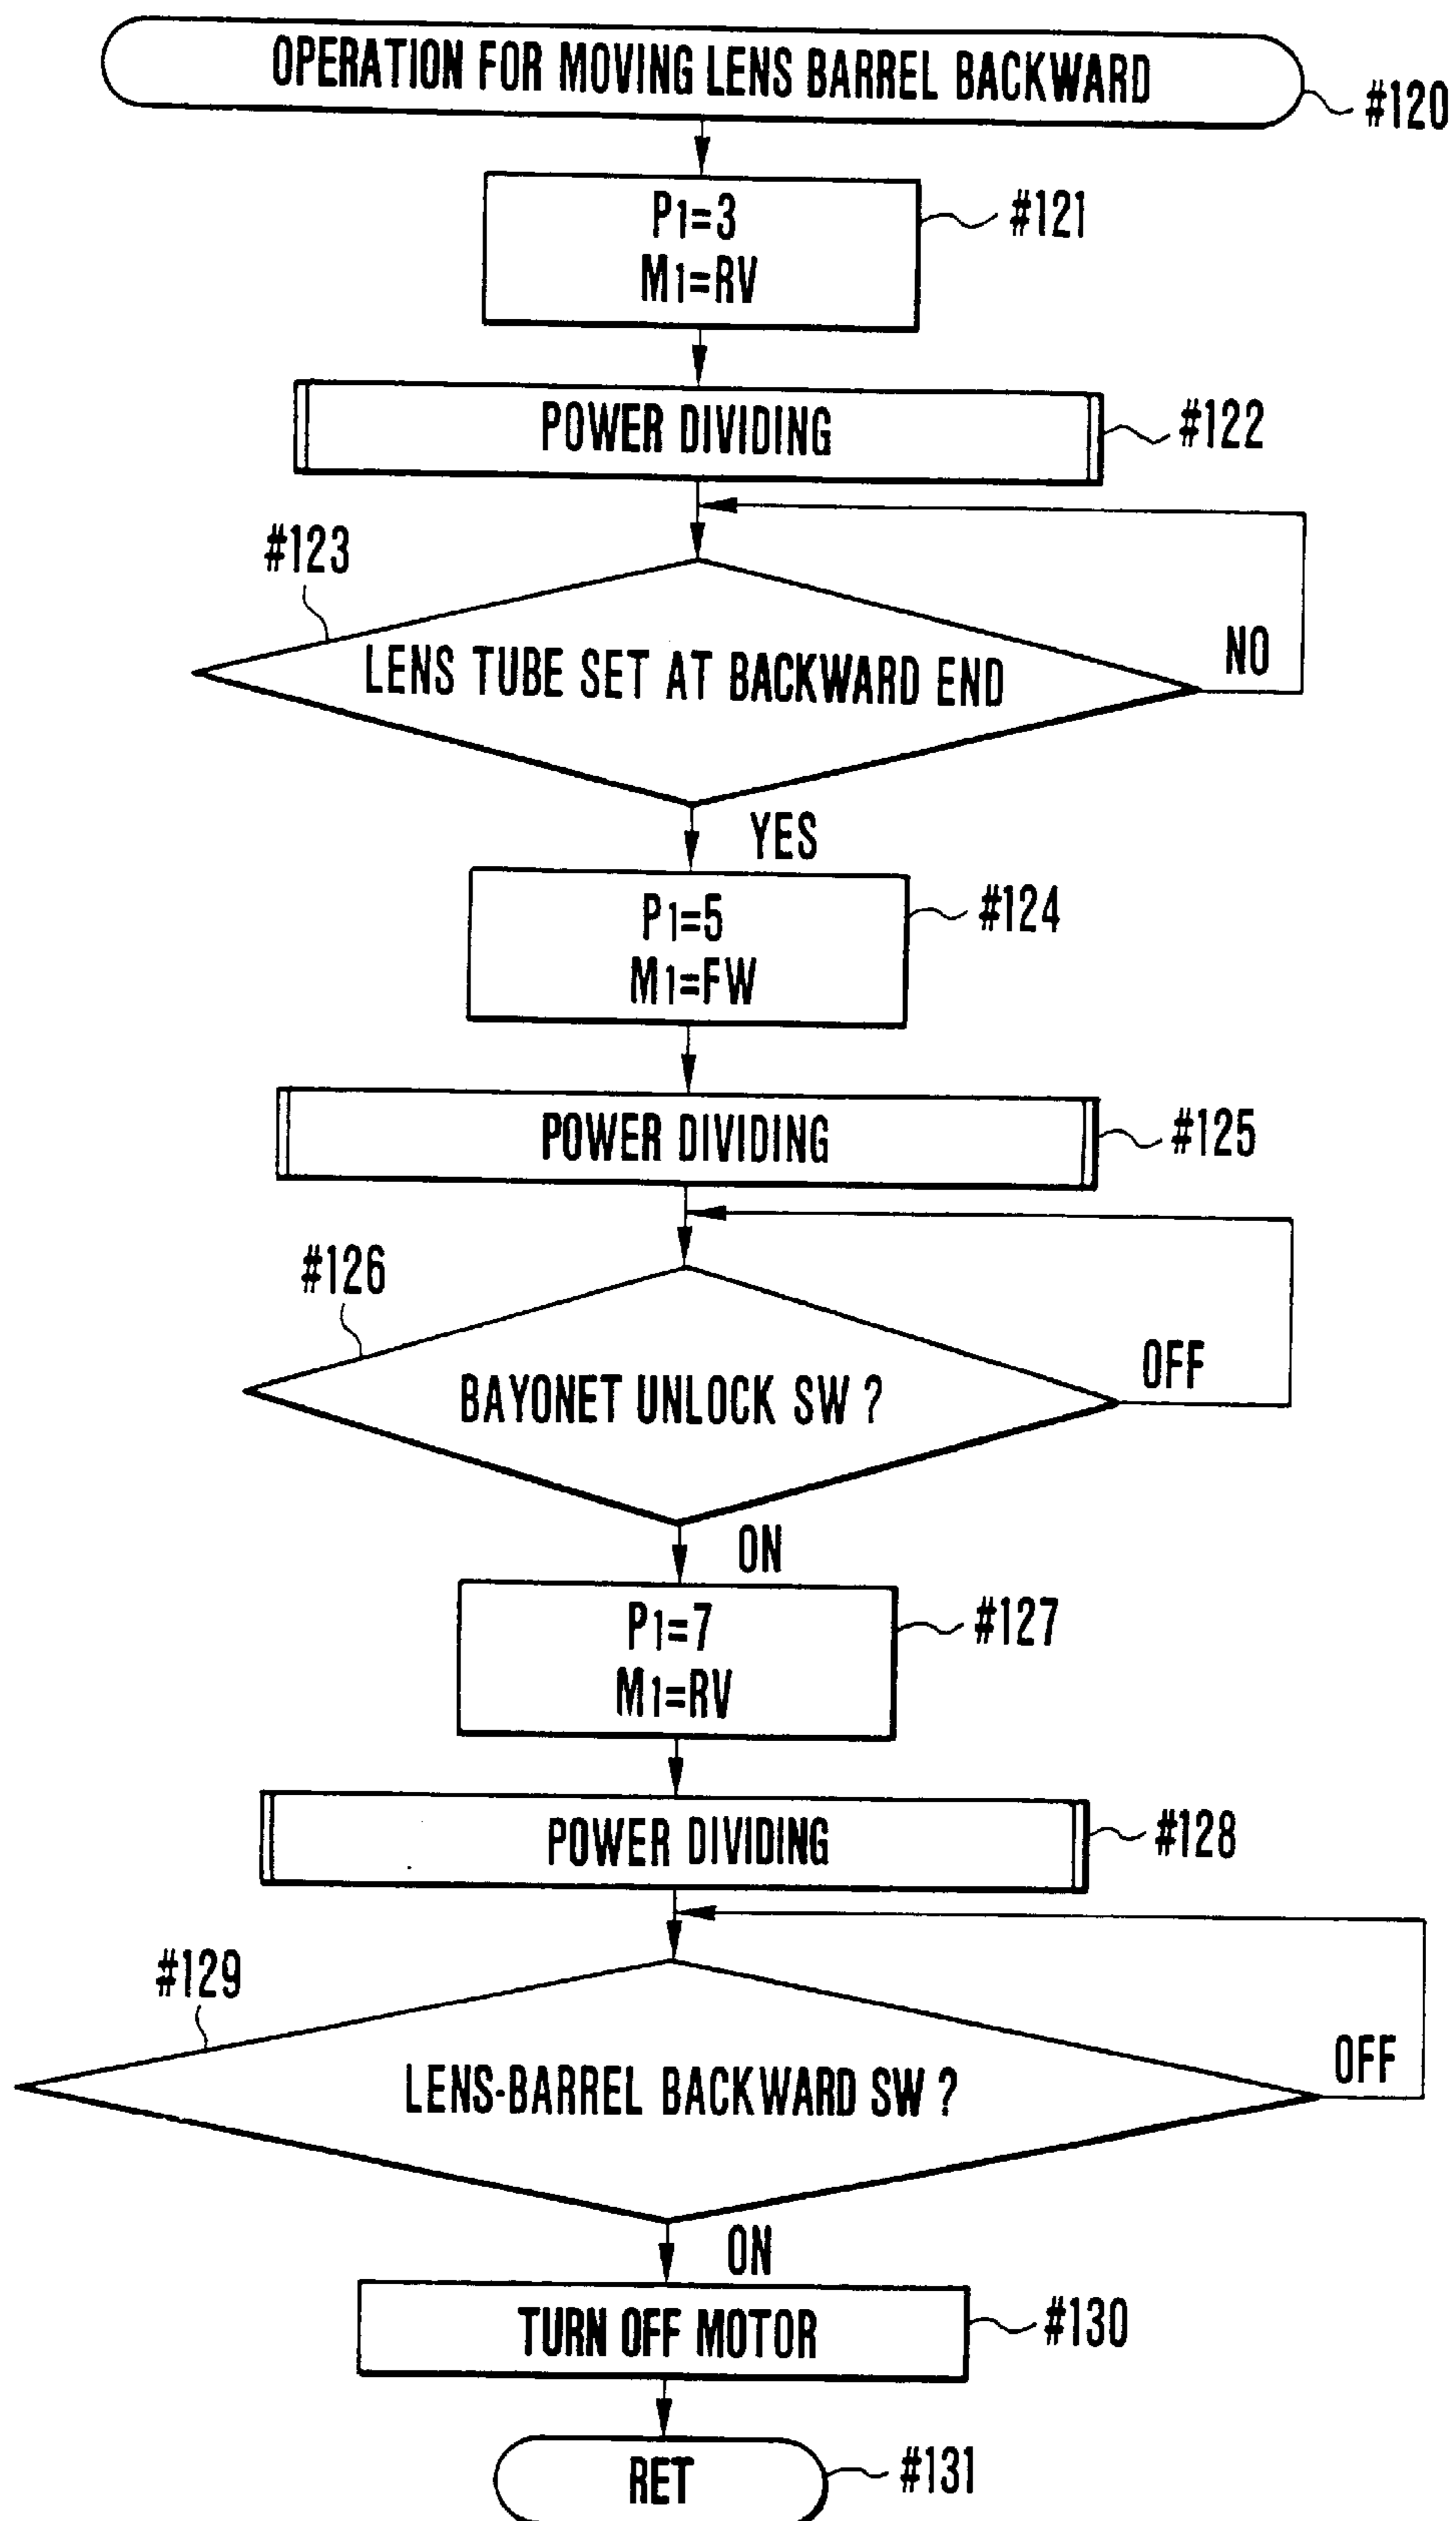 OPERATION FOR MOVING LENS BARREL BACKWARD
#120
P1=3
M1=RV
#121
POWER DIVIDING
#122
#123
LENS TUBE SET AT BACKWARD END
NO
YES
P1=5
M1=FW
#124
POWER DIVIDING
#125
#126
BAYONET UNLOCK SW ?
OFF
ON
P1=7
M1=RV
#127
POWER DIVIDING
#128
#129
LENS-BARREL BACKWARD SW ?
OFF
ON
TURN OFF MOTOR
#130
RET
#131